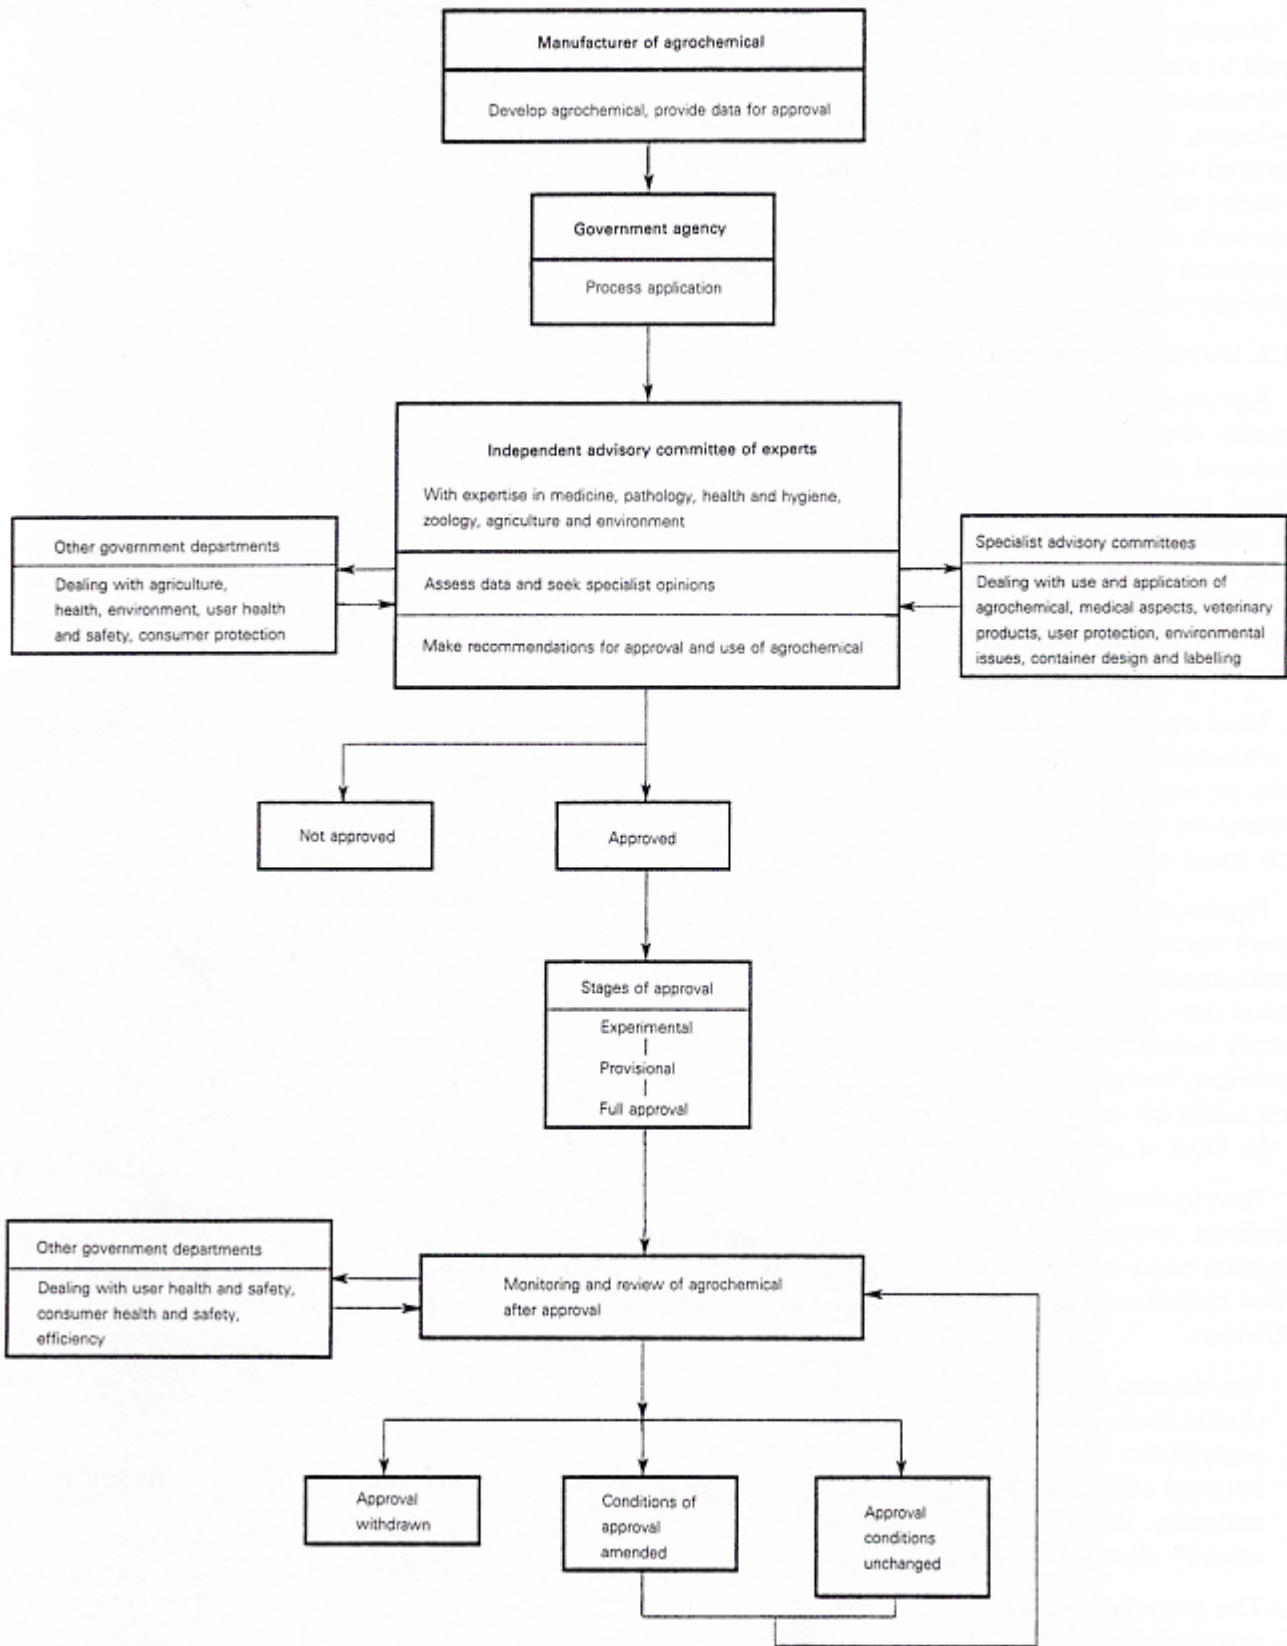 Manufacturer of agrochemical
Develop agrochemical, provide data for approval
Government agency
Process application
Independent advisory committee of experts
With expertise in medicine, pathology, health and hygiene,
zoology, agriculture and environment
Assess data and seek specialist opinions
Make recommendations for approval and use of agrochemical
Other government departments
Dealing with agriculture,
health, environment, user health
and safety, consumer protection
Specialist advisory committees
Dealing with use and application of
agrochemical, medical aspects, veterinary
products, user protection, environmental
issues, container design and labelling
Not approved
Approved
Stages of approval
Experimental
Provisional
Full approval
Other government departments
Dealing with user health and safety,
consumer health and safety,
efficiency
Monitoring and review of agrochemical
after approval
Approval
withdrawn
Conditions of
approval
amended
Approval
conditions
unchanged